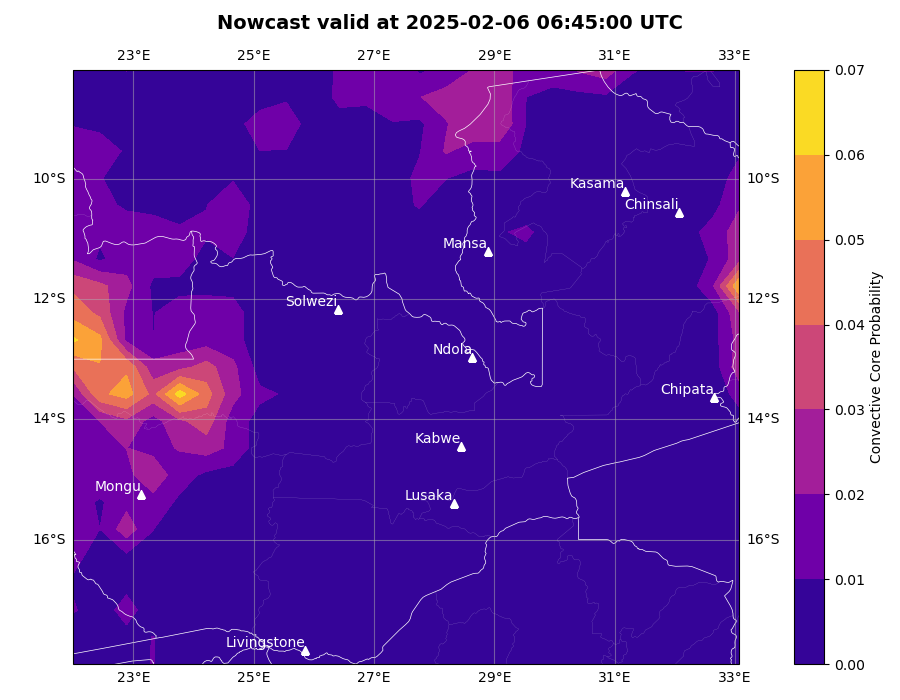 Nowcast valid at 2025-02-06 06:45:00 UTC
23°E 25°E 27°E 29°E 31°E 33°E
0.07
0.06
0.05
0.04
0.03
0.02
0.01
0.00
Convective Core Probability
10°S 10°S
12°S 12°S
14°S 14°S
16°S 16°S
Kasama
Chinsali
Mansa
Solwezi
Ndola
Chipata
Kabwe
Mongu
Lusaka
Livingstone
23°E 25°E 27°E 29°E 31°E 33°E